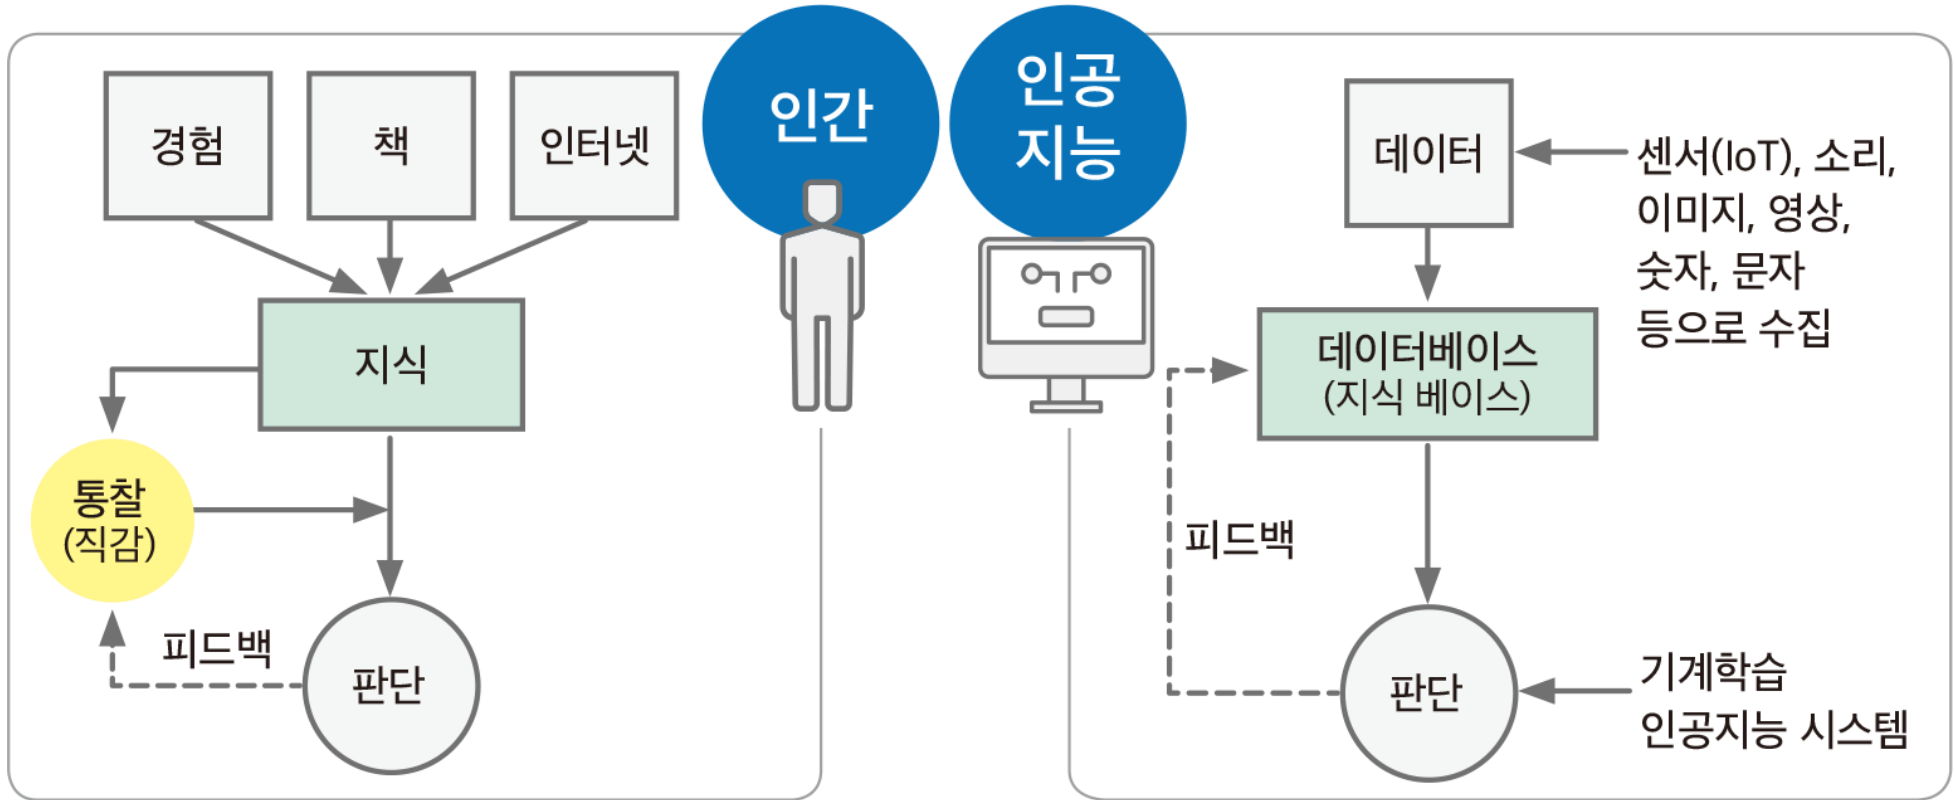 인간
경험
책
인터넷
지식
통찰
(직감)
피드백
판단
인공
지능
데이터
센서(IoT), 소리,
이미지, 영상,
숫자, 문자
등으로 수집
데이터베이스
(지식 베이스)
피드백
판단
기계학습
인공지능 시스템